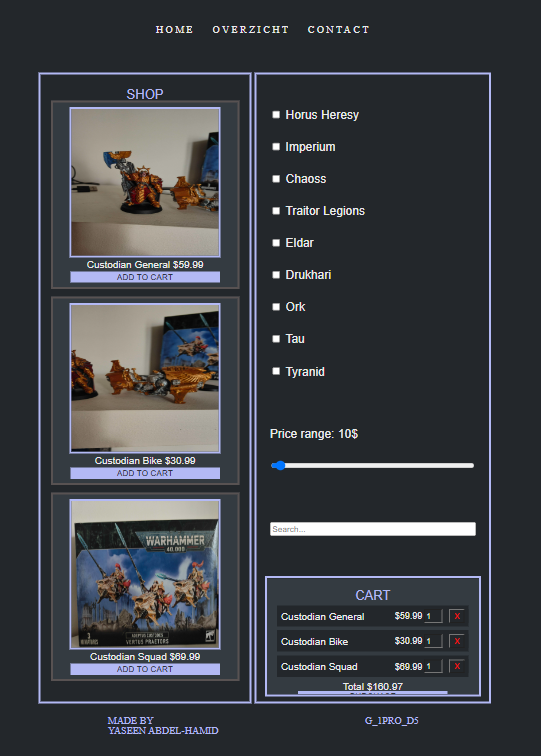 HOME OVERZICHT CONTACT
SHOP
Custodian General $59.99
ADD TO CART
Custodian Bike $30.99
ADD TO CART
WARHAMMER
40,000
VERTUS PRAETORS
Custodian Squad $69.99
ADD TO CART
Horus Heresy
Imperium
Chaoss
Traitor Legions
Eldar
Drukhari
Ork
Tau
Tyranid
Price range: 10$
Search...
CART
Custodian General $59.99 1 X
Custodian Bike $30.99 1 X
Custodian Squad $69.99 1 X
Total $160.97
MADE BY
YASEEN ABDEL-HAMID
G_1PRO_D5